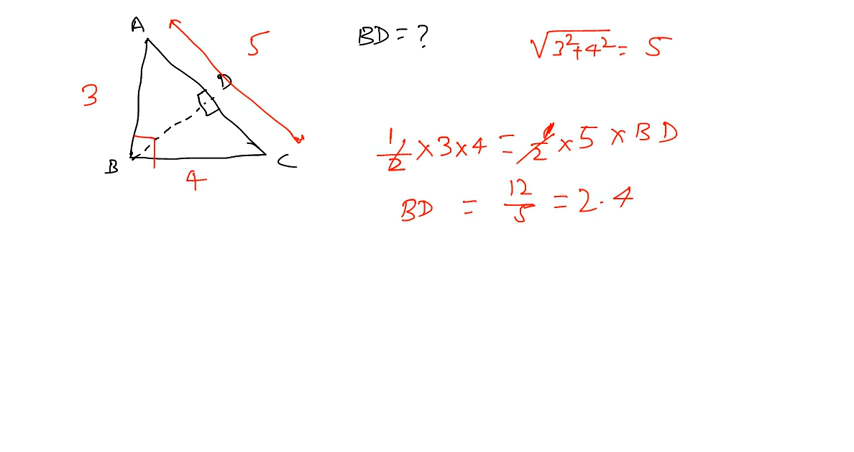 A
5
BD = ?
√3²+4² = 5
3
D
1/2 × 3 × 4 = 1/2 × 5 × BD
B
4
C
BD = 12/5 = 2.4